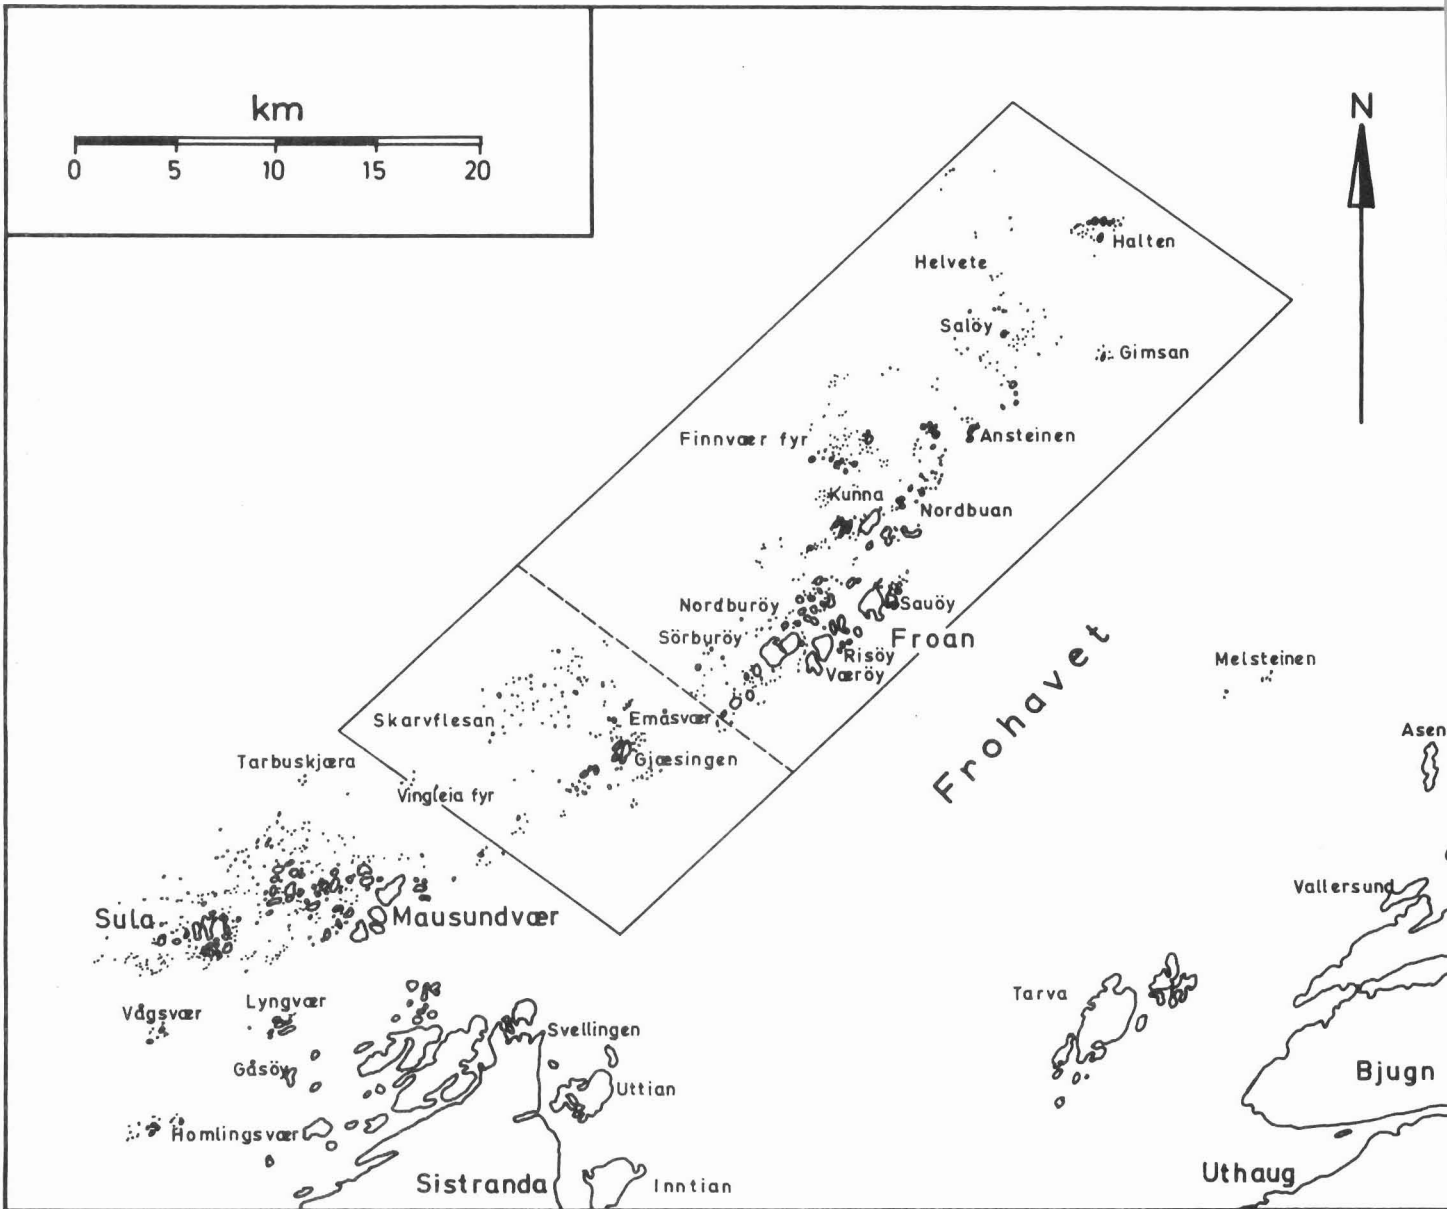 km
0 5 10 15 20
N
Halten
Helvete
Salöy
Gimsan
Finnvær fyr
Ansteinen
Kunna
Nordbuan
Nordburöy
Sauöy
Sörburöy
Froan
Risöy
Væröy
Frohavet
Melsteinen
Skarvflesan
Emåsvær
Gjæsingen
Asen
Tarbuskjæra
Vingleia fyr
Vallersund
Sula
Mausundvær
Tarva
Vågsvær
Lyngvær
Svellingen
Gåsöy
Uttian
Bjugn
Homlingsvær
Sistranda
Inntian
Uthaug